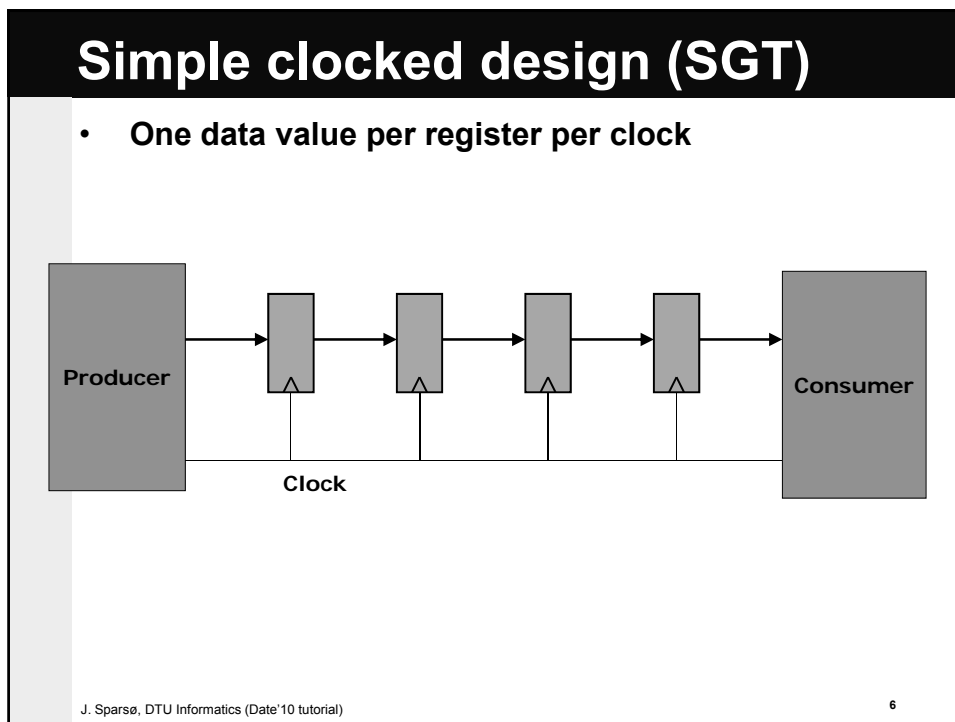 Simple clocked design (SGT)
• One data value per register per clock
Producer
Consumer
Clock
J. Sparsø, DTU Informatics (Date'10 tutorial)
6